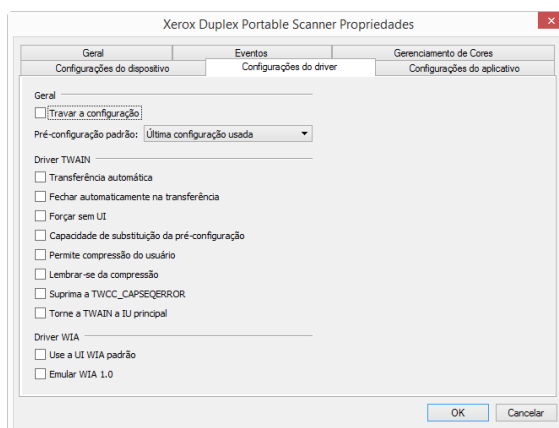 Xerox Duplex Portable Scanner Propriedades
Geral Eventos Gerenciamento de Cores
Configurações do dispositivo Configurações do driver Configurações do aplicativo
Geral
Travar a configuração
Pré-configuração padrão: Última configuração usada
Driver TWAIN
Transferência automática
Fechar automaticamente na transferência
Forçar sem UI
Capacidade de substituição da pré-configuração
Permite compressão do usuário
Lembrar-se da compressão
Suprima a TWCC_CAPSEQERROR
Torne a TWAIN a IU principal
Driver WIA
Use a UI WIA padrão
Emular WIA 1.0
OK Cancelar